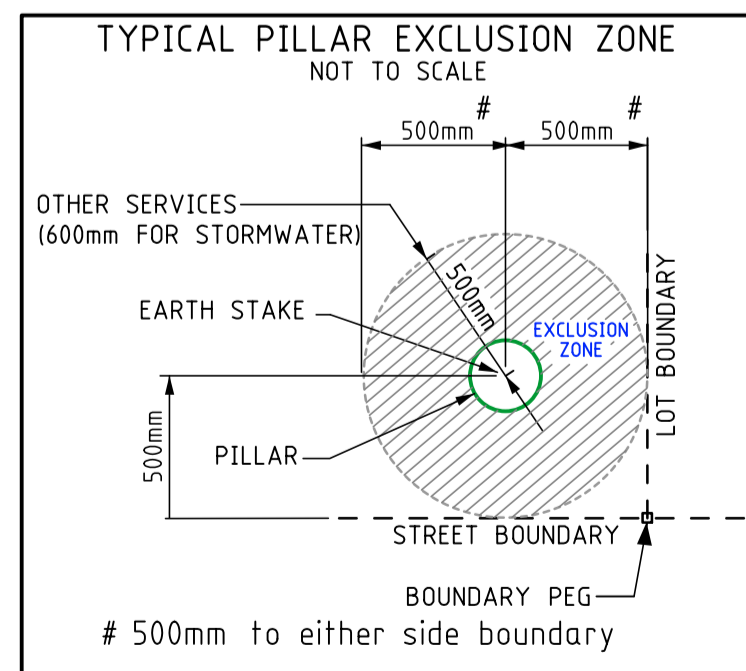 TYPICAL PILLAR EXCLUSION ZONE
NOT TO SCALE
# #
500mm 500mm
OTHER SERVICES
(600mm FOR STORMWATER)
500mm
EARTH STAKE
EXCLUSION
ZONE
LOT BOUNDARY
500mm
PILLAR
STREET BOUNDARY
BOUNDARY PEG
# 500mm to either side boundary